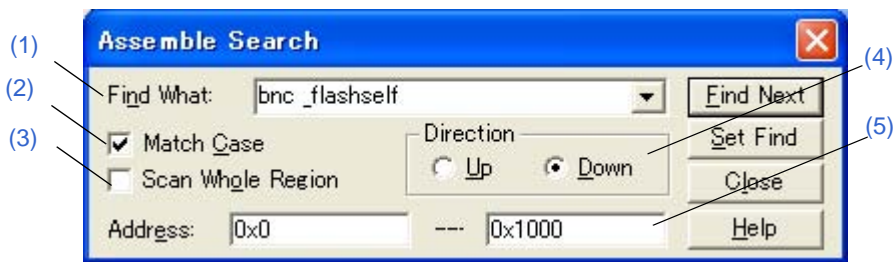 Assemble Search
(1)
(4)
Find What: bnc _flashself Find Next
(2)
Match Case Direction Set Find
(5)
(3)
Scan Whole Region Up Down Close
Address: 0x0 ---- 0x1000 Help